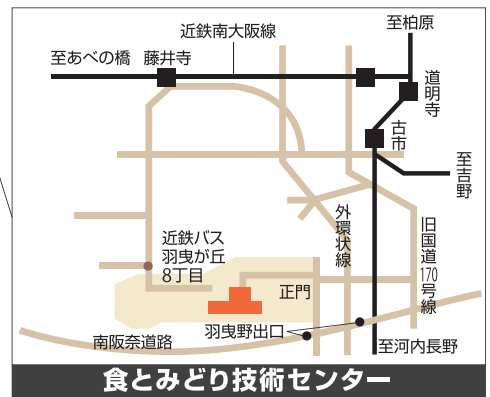 至柏原
近鉄南大阪線
至あべの橋
藤井寺
道明寺
古市
至吉野
外環状線
旧国道170号線
近鉄バス
羽曳が丘
8丁目
正門
羽曳野出口
南阪奈道路
至河内長野
食とみどり技術センター